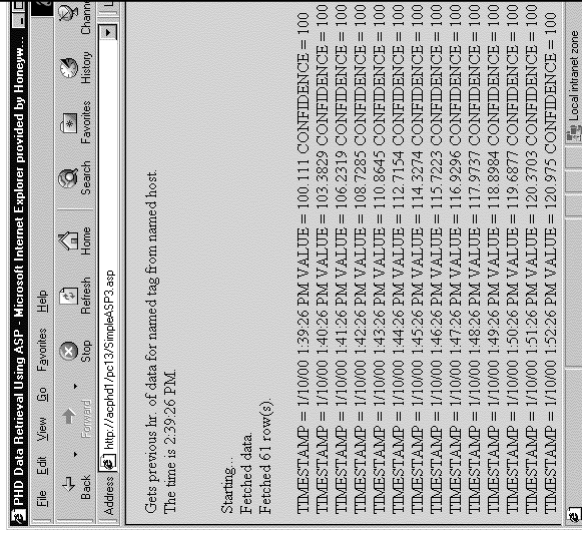 PHD Data Retrieval Using ASP - Microsoft Internet Explorer provided by Honeyw...
File Edit View Go Favorites Help
Back Forward Stop Refresh Home Search Favorites History Channe
Address http://acphd1/pc13/SimpleASP3.asp
Gets previous hr. of data for named tag from named host.
The time is 2:39:26 PM.
Starting...
Fetched data.
Fetched 61 row(s).
TIMESTAMP = 1/10/00 1:39:26 PM VALUE = 100.111 CONFIDENCE = 100
TIMESTAMP = 1/10/00 1:40:26 PM VALUE = 103.3829 CONFIDENCE = 100
TIMESTAMP = 1/10/00 1:41:26 PM VALUE = 106.2319 CONFIDENCE = 100
TIMESTAMP = 1/10/00 1:42:26 PM VALUE = 108.7285 CONFIDENCE = 100
TIMESTAMP = 1/10/00 1:43:26 PM VALUE = 110.8645 CONFIDENCE = 100
TIMESTAMP = 1/10/00 1:44:26 PM VALUE = 112.7154 CONFIDENCE = 100
TIMESTAMP = 1/10/00 1:45:26 PM VALUE = 114.3274 CONFIDENCE = 100
TIMESTAMP = 1/10/00 1:46:26 PM VALUE = 115.7223 CONFIDENCE = 100
TIMESTAMP = 1/10/00 1:47:26 PM VALUE = 116.9296 CONFIDENCE = 100
TIMESTAMP = 1/10/00 1:48:26 PM VALUE = 117.9737 CONFIDENCE = 100
TIMESTAMP = 1/10/00 1:49:26 PM VALUE = 118.8984 CONFIDENCE = 100
TIMESTAMP = 1/10/00 1:50:26 PM VALUE = 119.6877 CONFIDENCE = 100
TIMESTAMP = 1/10/00 1:51:26 PM VALUE = 120.3703 CONFIDENCE = 100
TIMESTAMP = 1/10/00 1:52:26 PM VALUE = 120.975 CONFIDENCE = 100
Local intranet zone